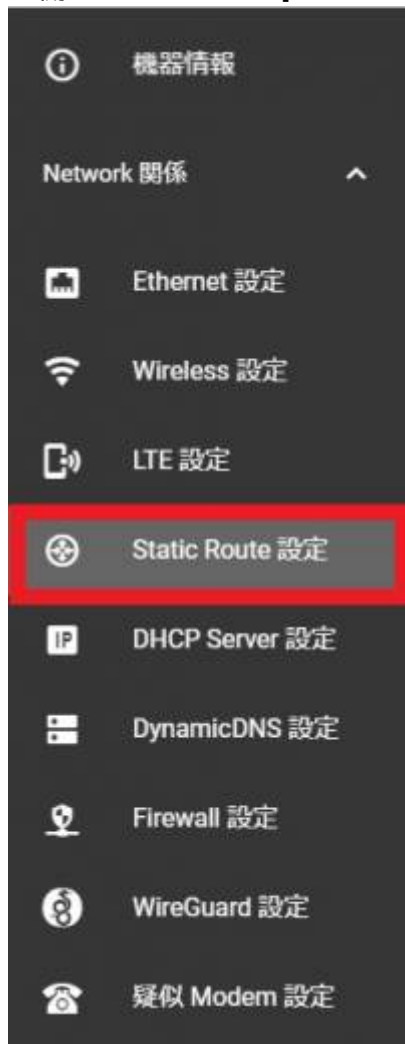 機器情報
Network 関係
Ethernet 設定
Wireless 設定
LTE 設定
Static Route 設定
IP
DHCP Server 設定
DynamicDNS 設定
Firewall 設定
WireGuard 設定
疑似 Modem 設定